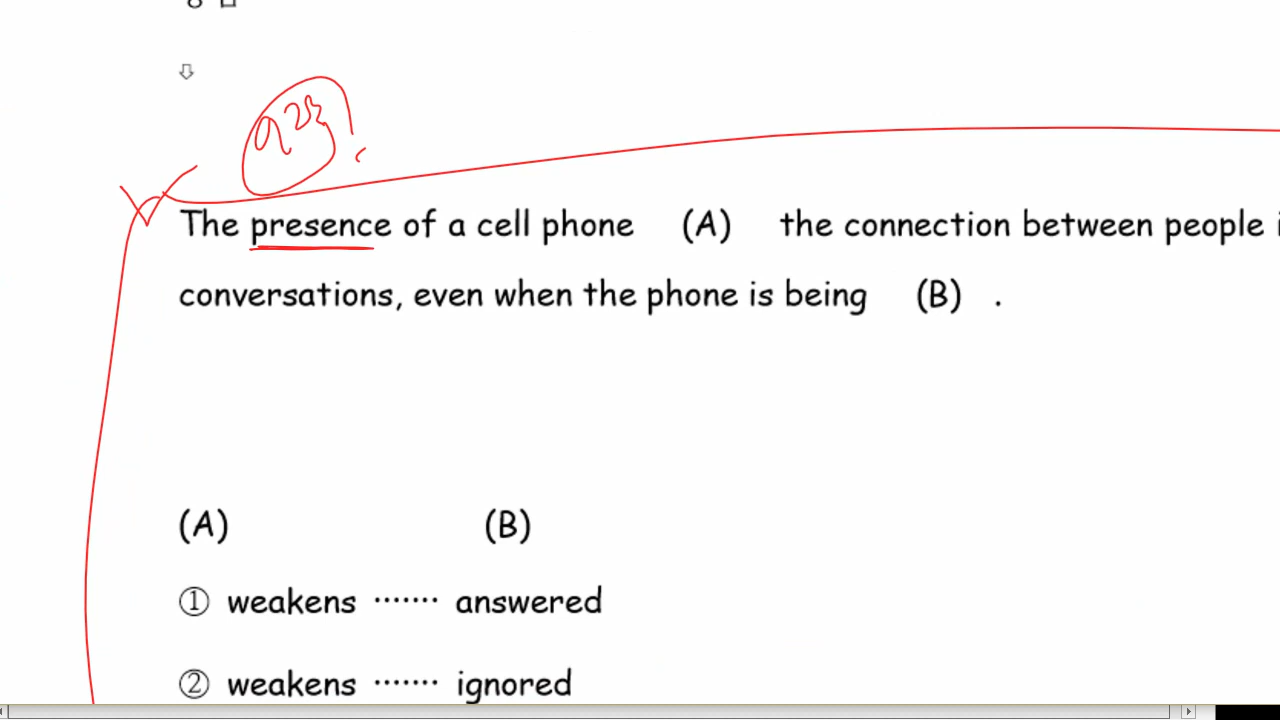 The presence of a cell phone (A) the connection between people
conversations, even when the phone is being (B) .
(A) (B)
① weakens ······· answered
② weakens ······· ignored